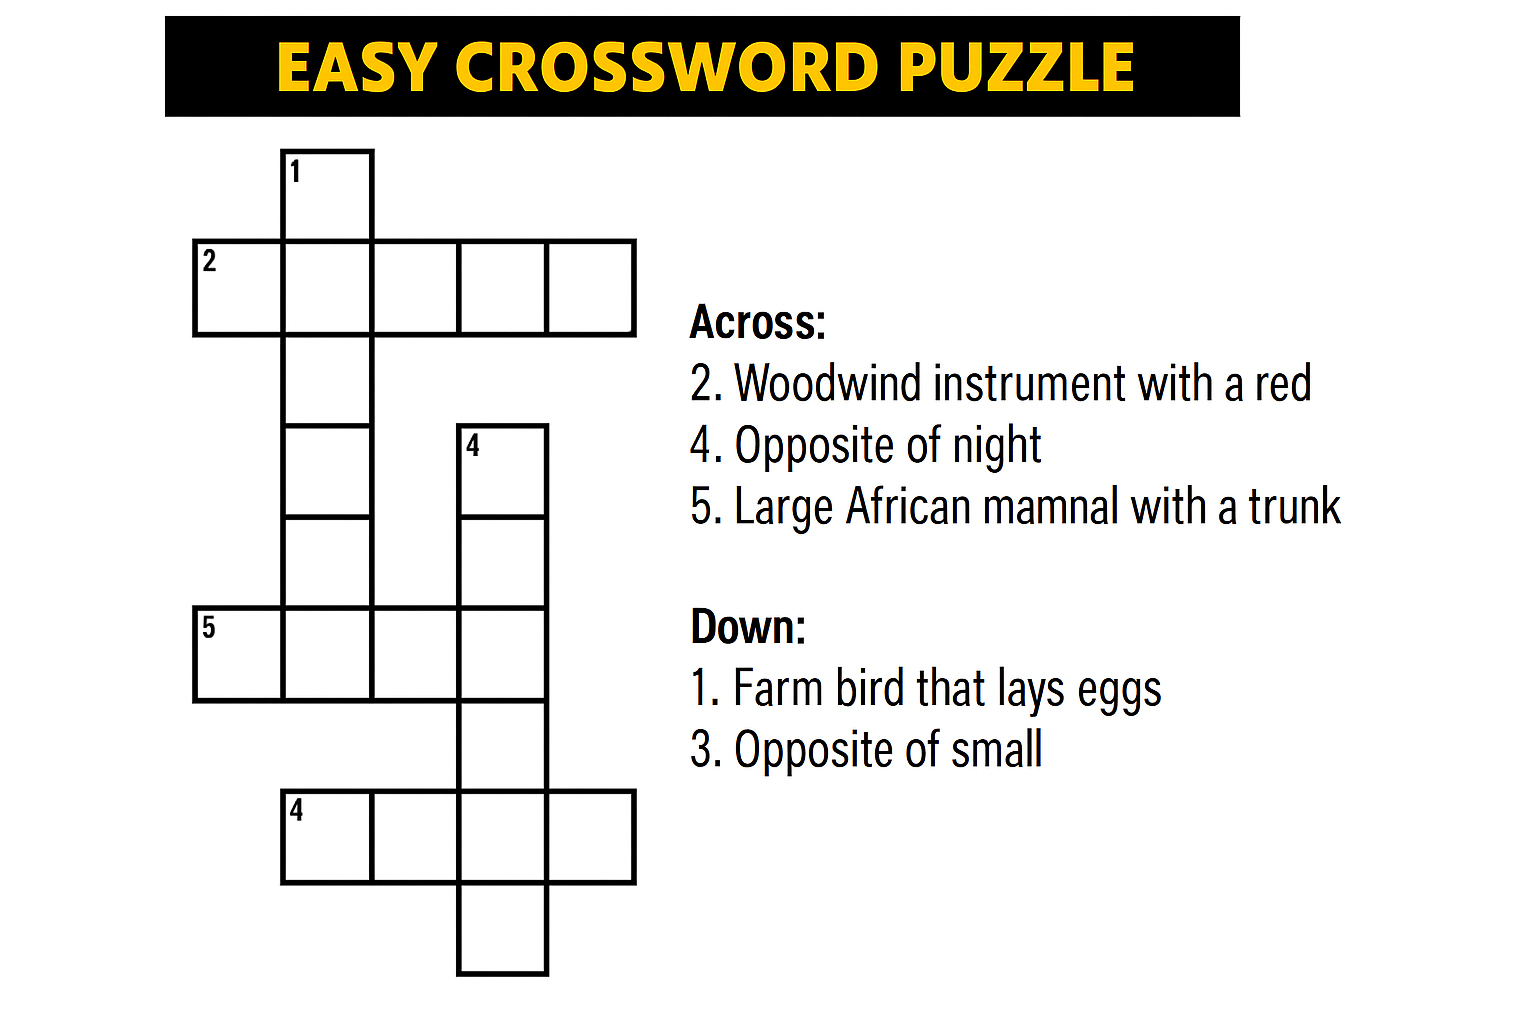 EASY CROSSWORD PUZZLE
1
2
Across:
2. Woodwind instrument with a red
4
4. Opposite of night
5. Large African mamnal with a trunk
5
Down:
1. Farm bird that lays eggs
3. Opposite of small
4